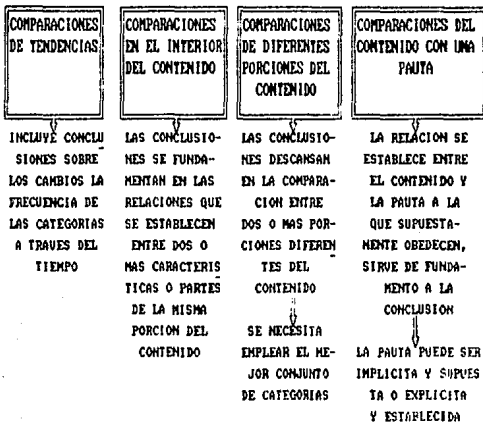 COMPARACIONES
DE TENDENCIAS
INCLUYE CONCLU
SIONES SOBRE
LOS CAMBIOS LA
FRECUENCIA DE
LAS CATEGORIAS
A TRAVES DEL
TIEMPO
COMPARACIONES
EN EL INTERIOR
DEL CONTENIDO
LAS CONCLUSIO-
NES SE FUNDA-
MENTAN EN LAS
RELACIONES QUE
SE ESTABLECEN
ENTRE DOS O
MAS CARACTERIS
TICAS O PARTES
DE LA MISMA
PORCION DEL
CONTENIDO
COMPARACIONES
DE DIFERENTES
PORCIONES DEL
CONTENIDO
LAS CONCLUSIO-
NES DESCANSAN
EN LA COMPARA-
CION ENTRE
DOS O MAS POR-
CIONES DIFEREN
TES DEL
CONTENIDO
SE NECESITA
EMPLEAR EL ME-
JOR CONJUNTO
DE CATEGORIAS
COMPARACIONES DEL
CONTENIDO CON UNA
PAUTA
LA RELACION SE
ESTABLECE ENTRE
EL CONTENIDO Y
LA PAUTA A LA
QUE SUPUESTA-
MENTE OBEDECEN,
SIRVE DE FUNDA-
MENTO A LA
CONCLUSION
LA PAUTA PUEDE SER
IMPLICITA Y SUPUES
TA O EXPLICITA
Y ESTABLECIDA